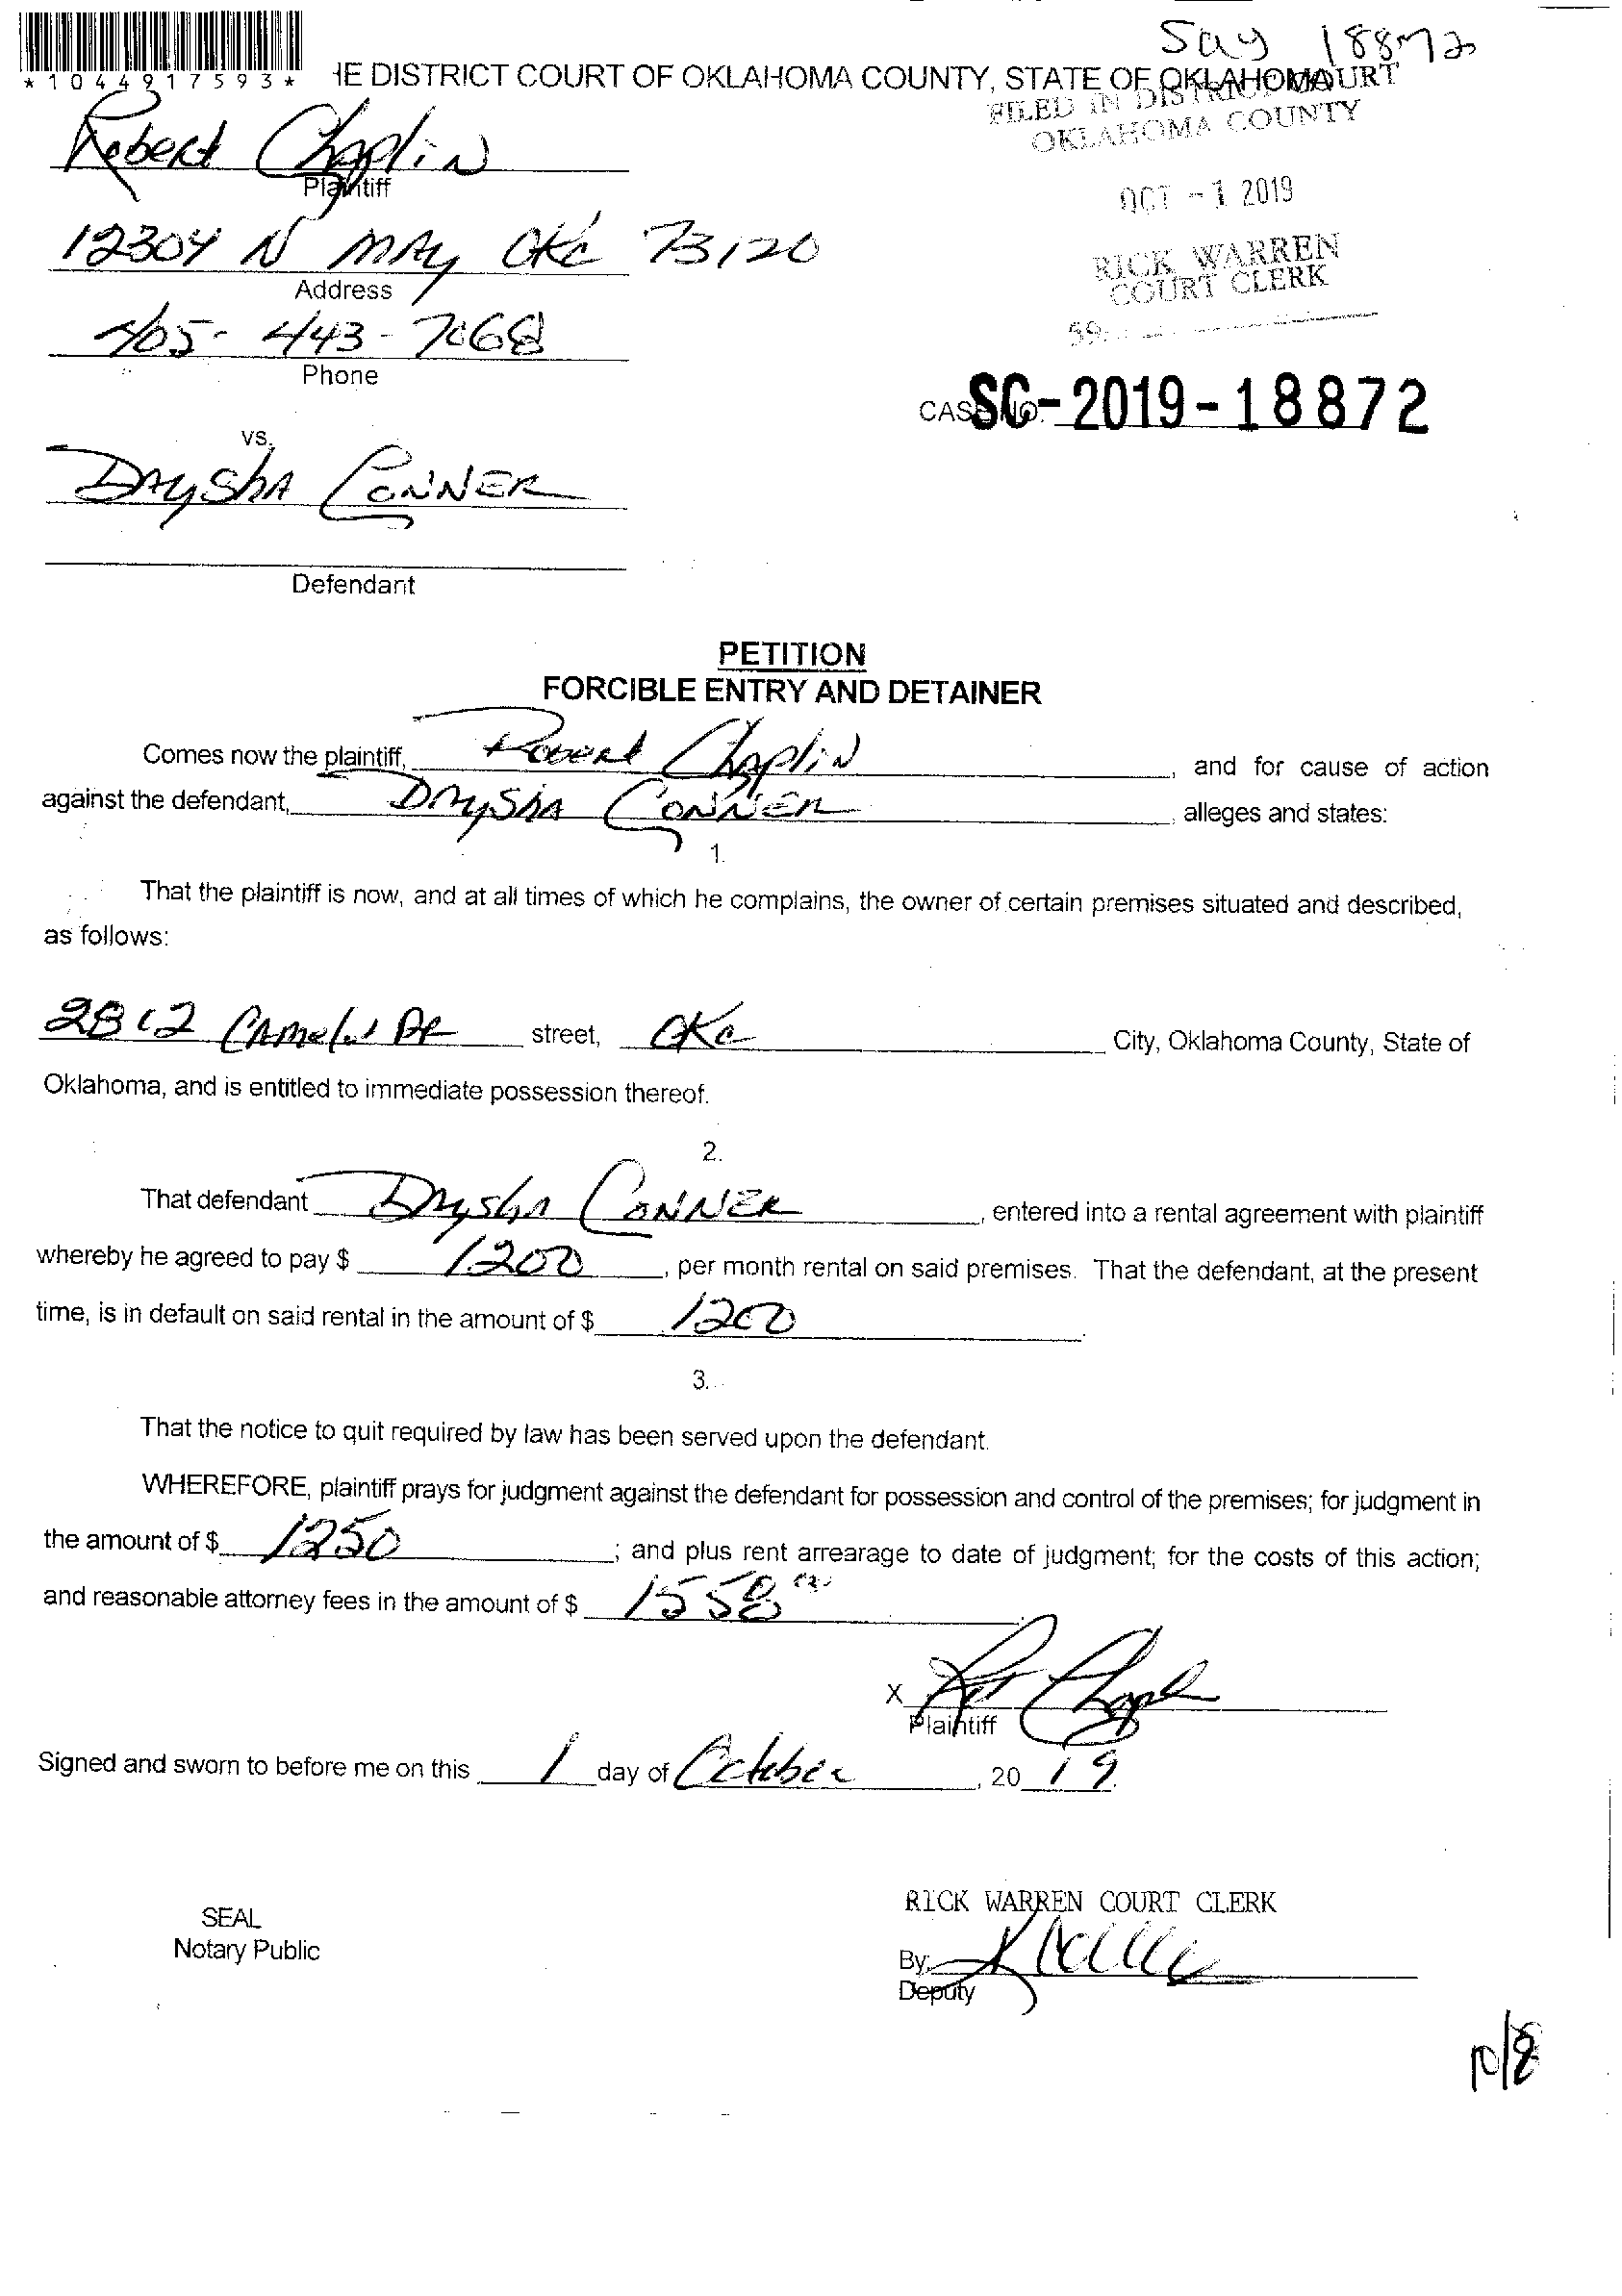 Say 18872
*1044917593* HE DISTRICT COURT OF OKLAHOMA COUNTY, STATE OF OKLAHOMA
FILED IN DISTRICT COURT
OKLAHOMA COUNTY
Robert Chaplin
Plaintiff
OCT - 1 2019
12304 N MAy OKC 73120
Address
RICK WARREN
COURT CLERK
405-443-7068
Phone
59
CASE NO. SC-2019-18872
vs.
DAyShA CONNER
Defendant
PETITION
FORCIBLE ENTRY AND DETAINER
Comes now the plaintiff, Robert Chaplin, and for cause of action
against the defendant, DAyShA CONNER, alleges and states:
1.
That the plaintiff is now, and at all times of which he complains, the owner of certain premises situated and described,
as follows:
2812 CAmelot DR street, OKC City, Oklahoma County, State of
Oklahoma, and is entitled to immediate possession thereof.
2.
That defendant DAyshA CONNER, entered into a rental agreement with plaintiff
whereby he agreed to pay $ 1200, per month rental on said premises. That the defendant, at the present
time, is in default on said rental in the amount of $ 1200.
3.
That the notice to quit required by law has been served upon the defendant.
WHEREFORE, plaintiff prays for judgment against the defendant for possession and control of the premises; for judgment in
the amount of $ 1250; and plus rent arrearage to date of judgment; for the costs of this action;
and reasonable attorney fees in the amount of $ 158
X
Plaintiff
Signed and sworn to before me on this 1 day of October, 20 19.
RICK WARREN COURT CLERK
SEAL
Notary Public
By
Deputy
10/8